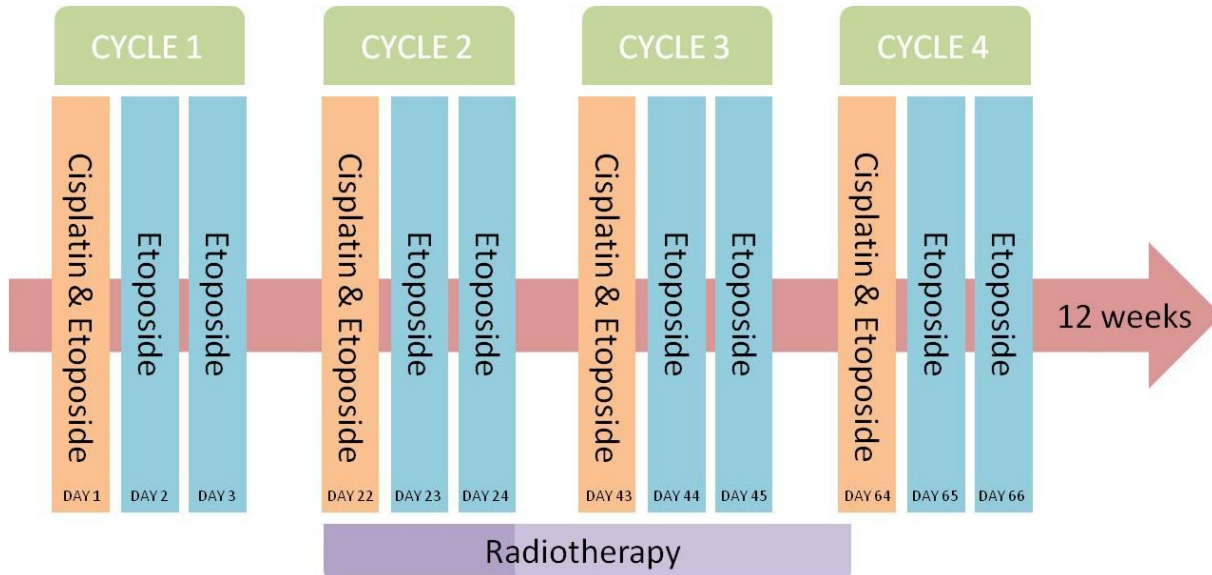 CYCLE 1
CYCLE 2
CYCLE 3
CYCLE 4
Cisplatin & Etoposide
Etoposide
Etoposide
Cisplatin & Etoposide
Etoposide
Etoposide
Cisplatin & Etoposide
Etoposide
Etoposide
Cisplatin & Etoposide
Etoposide
Etoposide
12 weeks
DAY 1
DAY 2
DAY 3
DAY 22
DAY 23
DAY 24
DAY 43
DAY 44
DAY 45
DAY 64
DAY 65
DAY 66
Radiotherapy